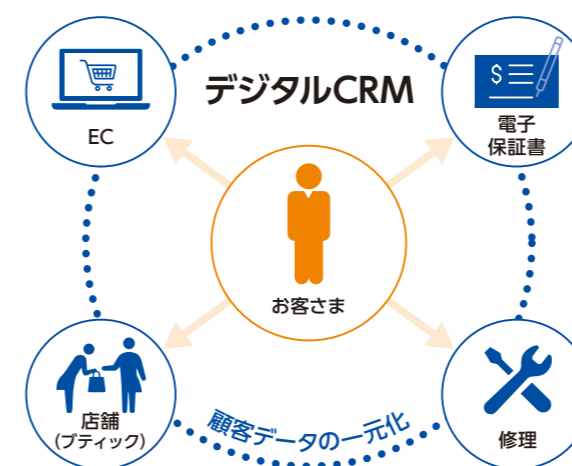 デジタルCRM
EC
電子
保証書
お客さま
店舗
(ブティック)
顧客データの一元化
修理